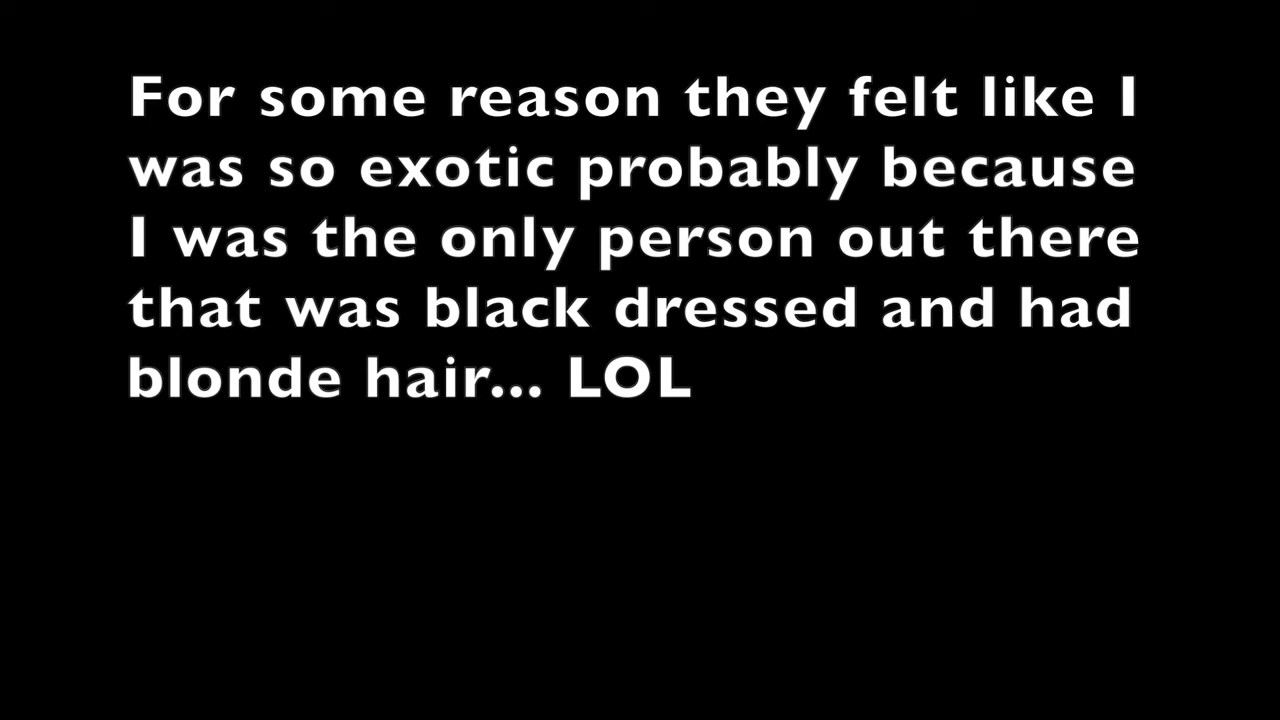 For some reason they felt like I
was so exotic probably because
I was the only person out there
that was black dressed and had
blonde hair... LOL